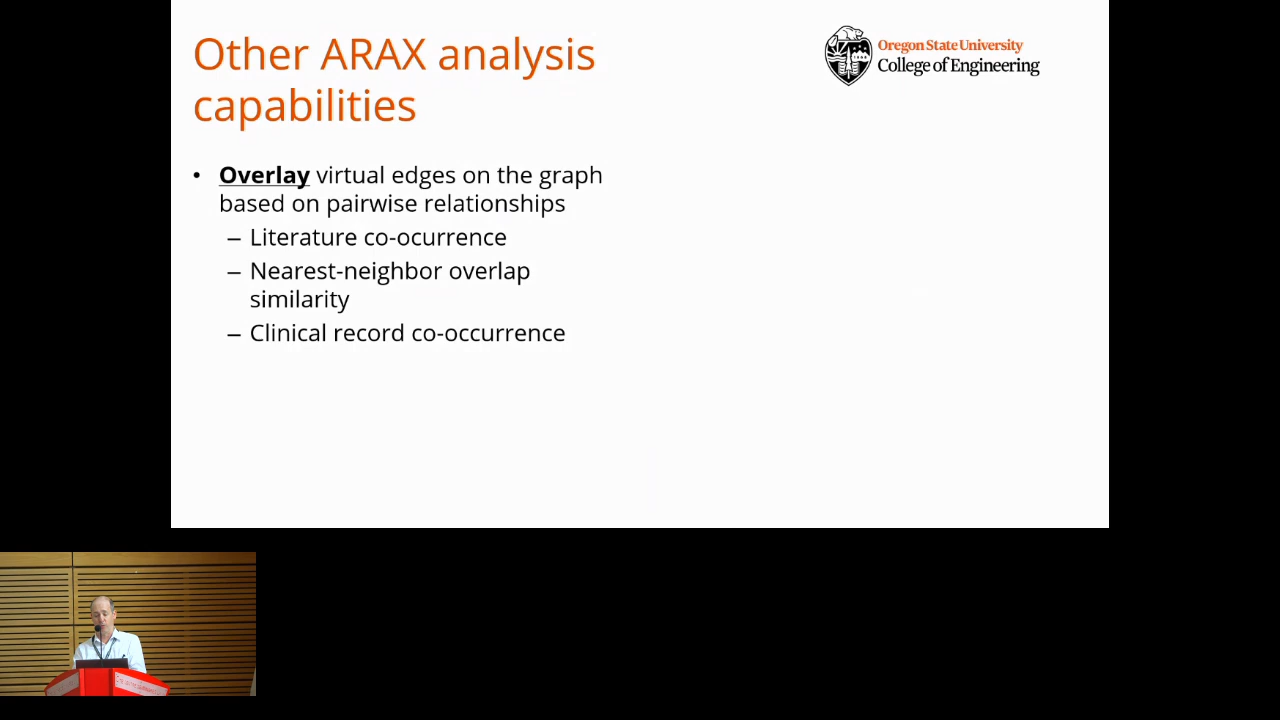 Other ARAX analysis
capabilities
Oregon State University
College of Engineering
• Overlay virtual edges on the graph
based on pairwise relationships
– Literature co-ocurrence
– Nearest-neighbor overlap
similarity
– Clinical record co-occurrence